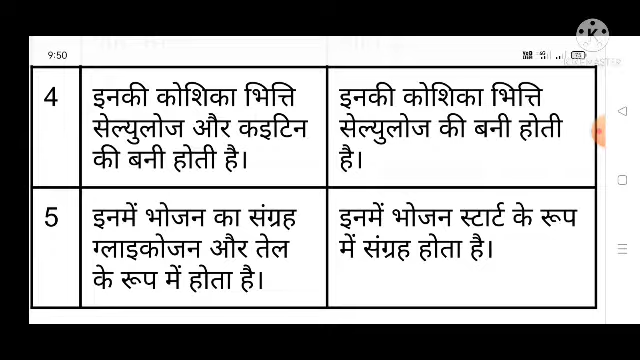 9:50
4
इनकी कोशिका भित्ति
सेल्युलोज और कइटिन
की बनी होती है।
इनकी कोशिका भित्ति
सेल्युलोज की बनी होती
है।
5
इनमें भोजन का संग्रह
ग्लाइकोजन और तेल
के रूप में होता है।
इनमें भोजन स्टार्ट के रूप
में संग्रह होता है।